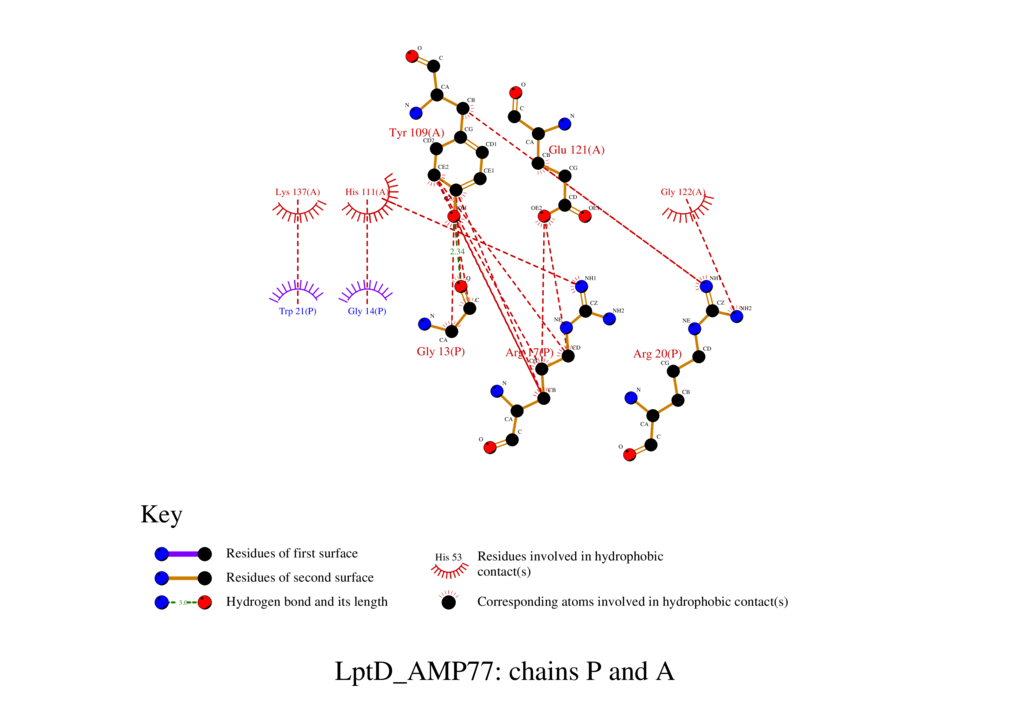 O
C
CA
CB
N
O
C
N
CA
CG
Tyr 109(A)
CD2
CD1
Glu 121(A)
CB
CG
CE2
CE1
Lys 137(A)
His 111(A)
Gly 122(A)
CD
OH
OE2
2.34
O
NH1
C
CZ
NH2
NH2
CZ
N
NE
NE
Trp 21(P)
Gly 14(P)
CA
Gly 13(P)
Arg 17(P)
CD
Arg 20(P)
CD
CG
N
CB
N
CB
CA
CA
C
C
O
O
Key
Residues of first surface
Residues of second surface
3.0
Hydrogen bond and its length
His 53
Residues involved in hydrophobic
contact(s)
Corresponding atoms involved in hydrophobic contact(s)
LptD_AMP77: chains P and A